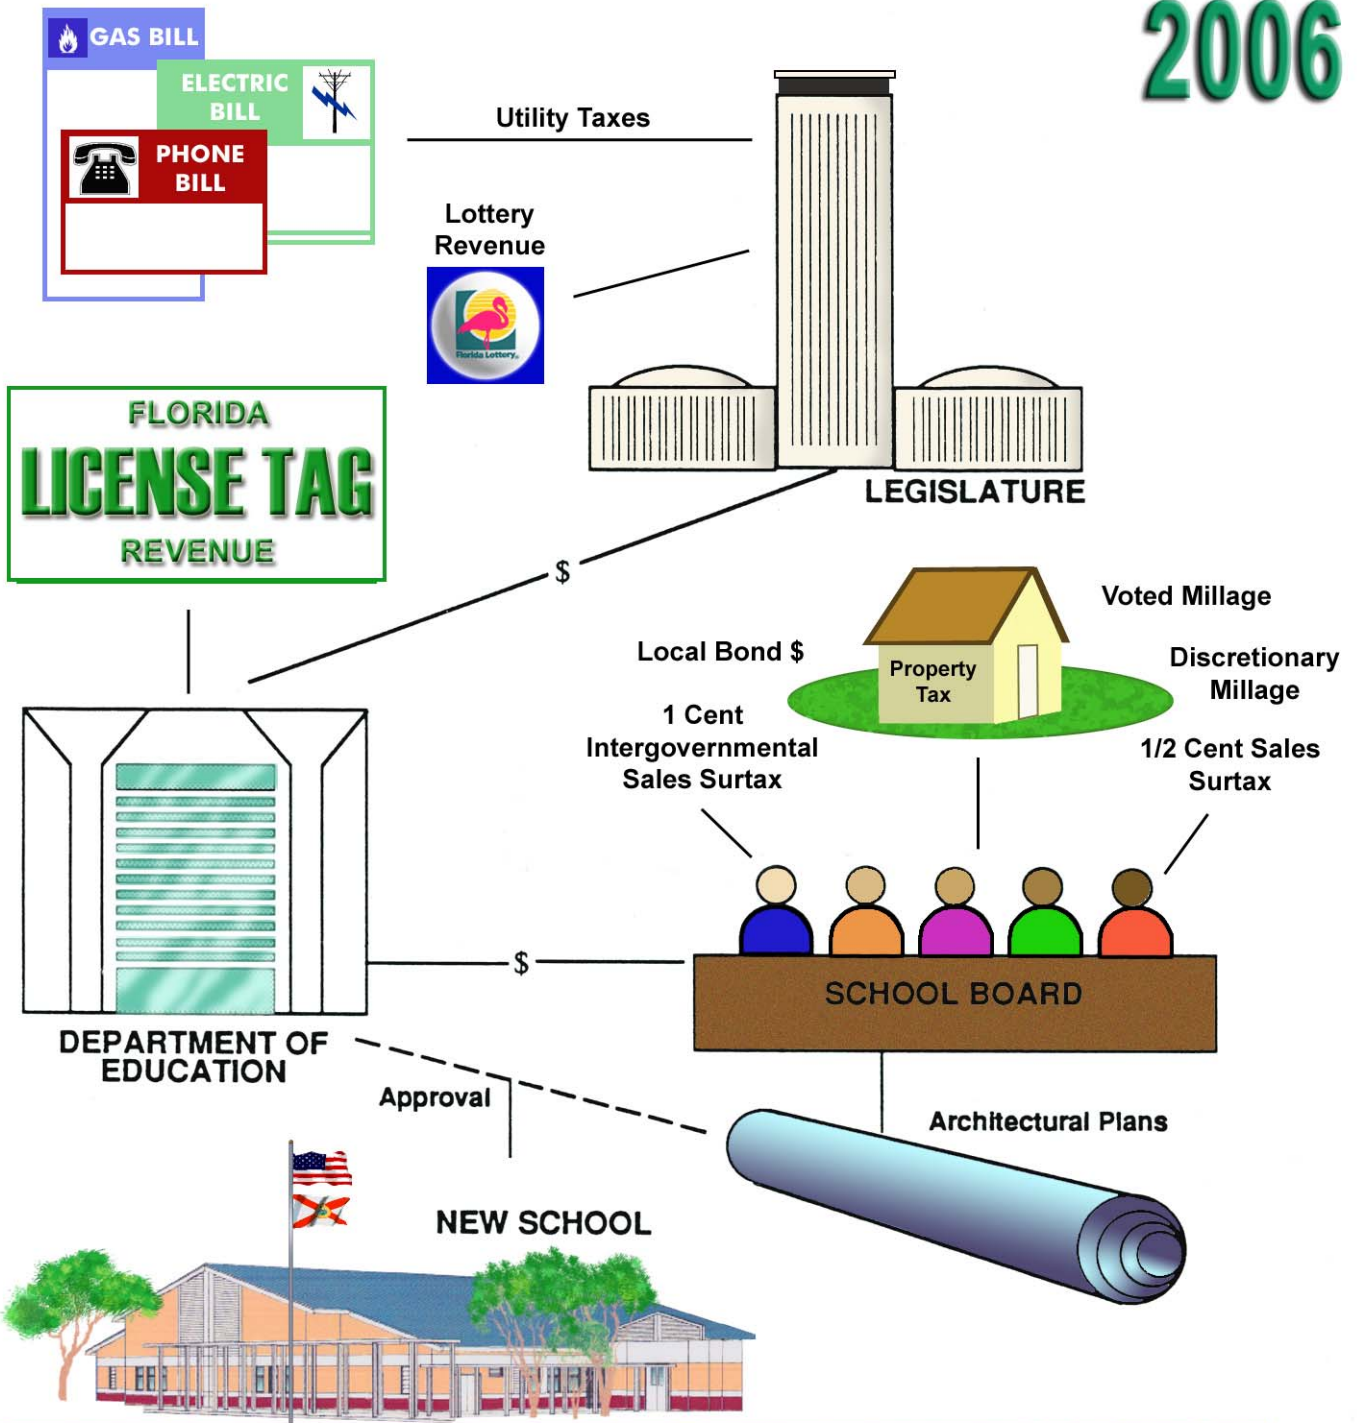 2006
GAS BILL
ELECTRIC
BILL
PHONE
BILL
Utility Taxes
Lottery
Revenue
Florida Lottery
FLORIDA
LICENSE TAG
REVENUE
LEGISLATURE
$
Voted Millage
Local Bond $
Property
Tax
Discretionary
Millage
1 Cent
Intergovernmental
Sales Surtax
1/2 Cent Sales
Surtax
$
SCHOOL BOARD
DEPARTMENT OF
EDUCATION
Approval
Architectural Plans
NEW SCHOOL